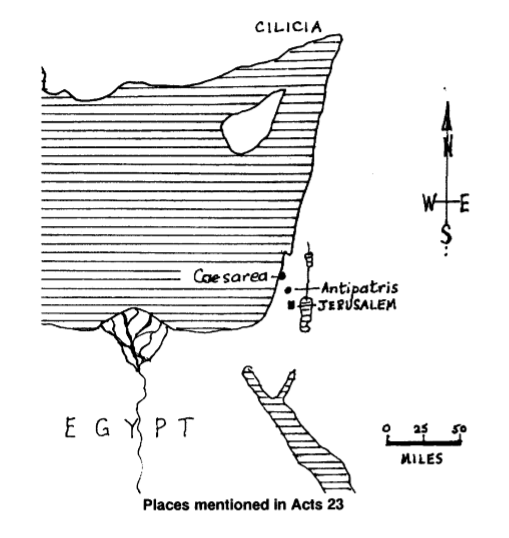 CILICIA
N
W E
S
Caesarea
Antipatris
JERUSALEM
EGYPT
0 25 50
MILES
Places mentioned in Acts 23